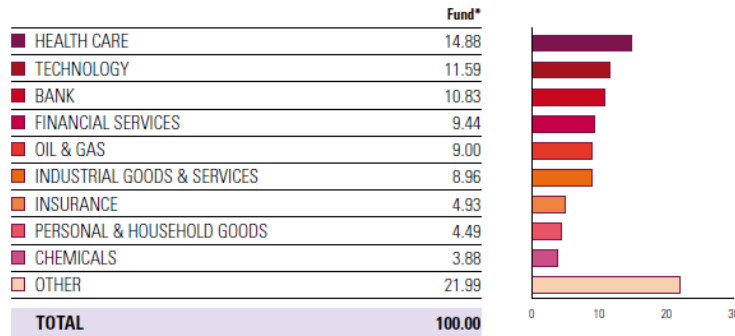 Fund*
HEALTH CARE 14.88
TECHNOLOGY 11.59
BANK 10.83
FINANCIAL SERVICES 9.44
OIL & GAS 9.00
INDUSTRIAL GOODS & SERVICES 8.96
INSURANCE 4.93
PERSONAL & HOUSEHOLD GOODS 4.49
CHEMICALS 3.88
OTHER 21.99
TOTAL 100.00
0 10 20 30